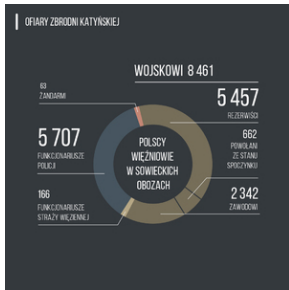 OFIARY ZBRODNI KATYŃSKIEJ
WOJSKOWI 8 461
63
ŻANDARMI
5 457
REZERWIŚCI
5 707
FUNKCJONARIUSZE
POLICJI
POLSCY
WIĘŹNIOWIE
W SOWIECKICH
OBOZACH
662
POWOŁANI
ZE STANU
SPOCZYNKU
166
FUNKCJONARIUSZE
STRAŻY WIĘZIENNEJ
2 342
ZAWODOWI